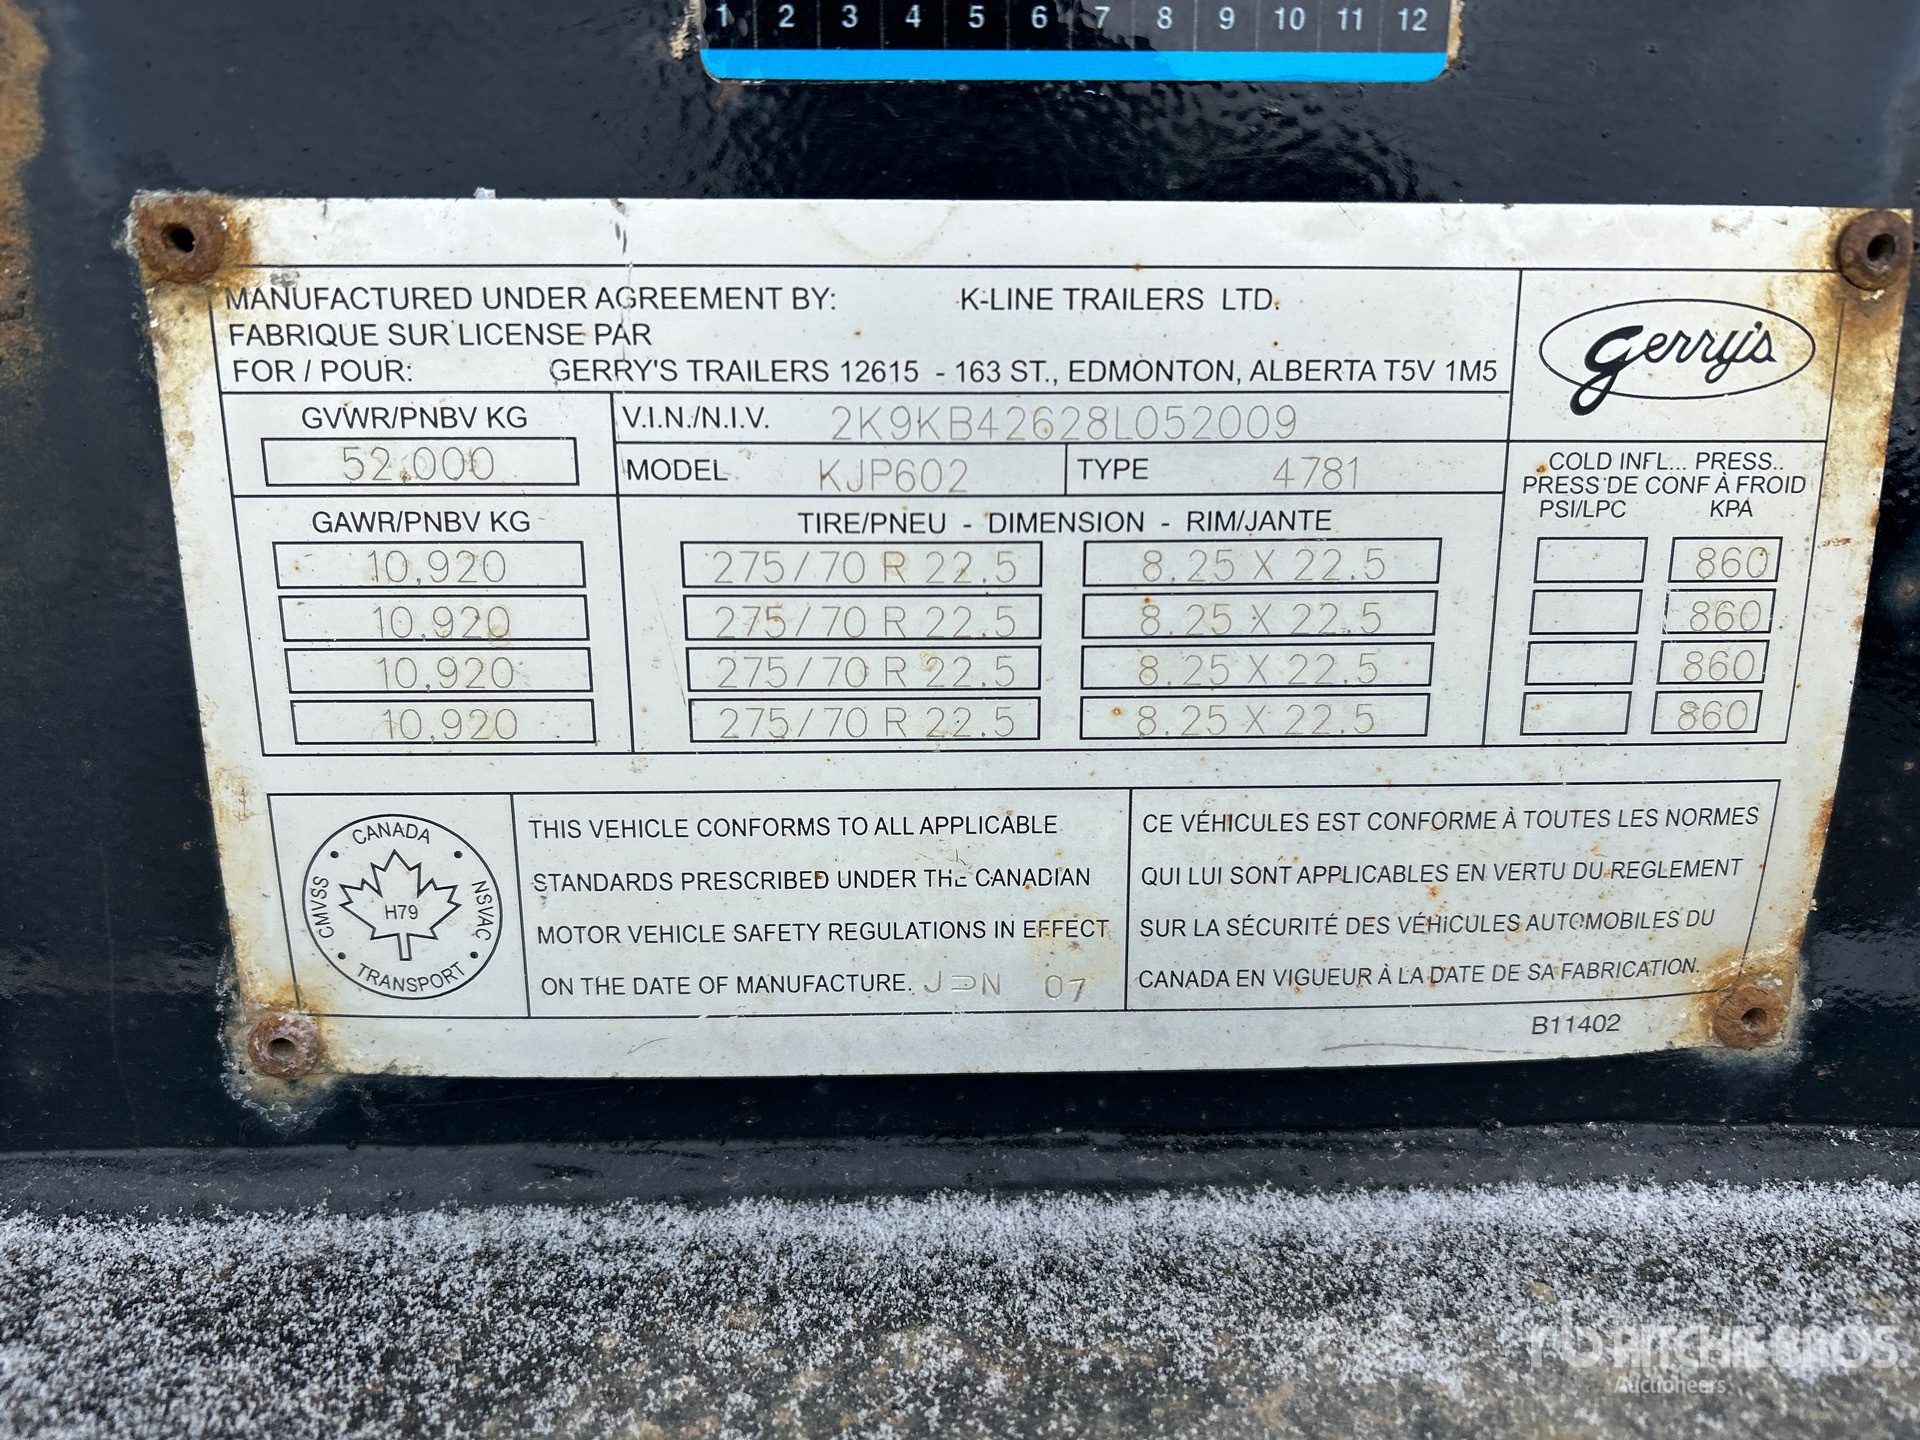 1 2 3 4 5 6 7 8 9 10 11 12
MANUFACTURED UNDER AGREEMENT BY: K-LINE TRAILERS LTD.
FABRIQUE SUR LICENSE PAR
FOR / POUR: GERRY'S TRAILERS 12615 - 163 ST., EDMONTON, ALBERTA T5V 1M5
Gerry's
GVWR/PNBV KG
52,000
V.I.N./N.I.V. 2K9KB42628L052009
MODEL KJP602 TYPE 4781
COLD INFL... PRESS..
PRESS DE CONF À FROID
PSI/LPC KPA
GAWR/PNBV KG TIRE/PNEU - DIMENSION - RIM/JANTE
10,920 275/70 R 22.5 8.25 X 22.5 860
10,920 275/70 R 22.5 8.25 X 22.5 860
10,920 275/70 R 22.5 8.25 X 22.5 860
10,920 275/70 R 22.5 8.25 X 22.5 860
CANADA
CMVSS
H79
NSVAC
TRANSPORT
THIS VEHICLE CONFORMS TO ALL APPLICABLE
STANDARDS PRESCRIBED UNDER THE CANADIAN
MOTOR VEHICLE SAFETY REGULATIONS IN EFFECT
ON THE DATE OF MANUFACTURE. 07
CE VÉHICULES EST CONFORME À TOUTES LES NORMES
QUI LUI SONT APPLICABLES EN VERTU DU REGLEMENT
SUR LA SÉCURITÉ DES VÉHICULES AUTOMOBILES DU
CANADA EN VIGUEUR À LA DATE DE SA FABRICATION.
B11402
rb RITCHIE BROS.
Auctioneers